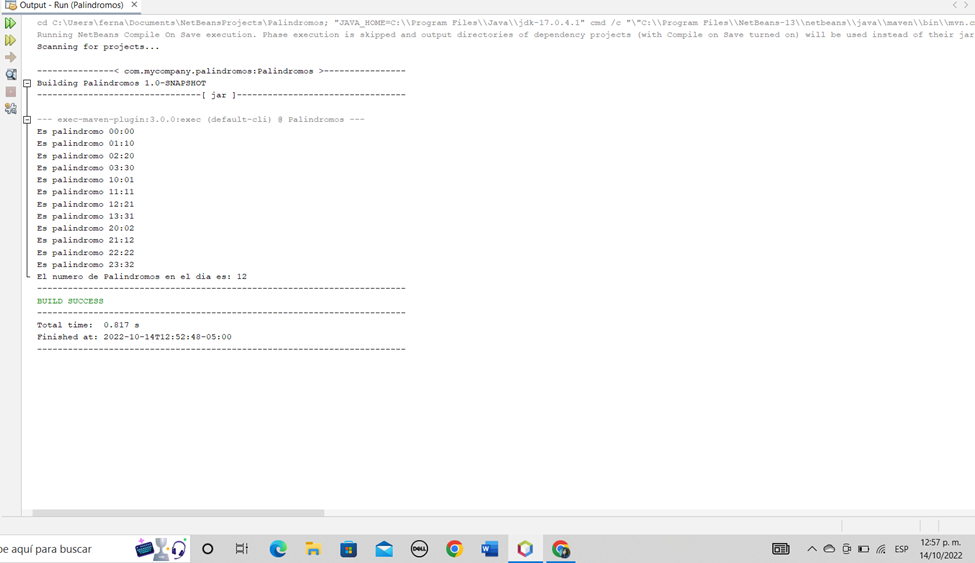 Output - Run (Palindromos) ×
cd C:\Users\ferna\Documents\NetBeansProjects\Palindromos; "JAVA_HOME=C:\\Program Files\\Java\\jdk-17.0.4.1" cmd /c "\"C:\\Program Files\\NetBeans-13\\netbeans\\java\\maven\\bin\\mvn.c
Running NetBeans Compile On Save execution. Phase execution is skipped and output directories of dependency projects (with Compile on Save turned on) will be used instead of their jar
Scanning for projects...
---------------< com.mycompany.palindromos:Palindromos >----------------
Building Palindromos 1.0-SNAPSHOT
--------------------------------[ jar ]---------------------------------
--- exec-maven-plugin:3.0.0:exec (default-cli) @ Palindromos ---
Es palindromo 00:00
Es palindromo 01:10
Es palindromo 02:20
Es palindromo 03:30
Es palindromo 10:01
Es palindromo 11:11
Es palindromo 12:21
Es palindromo 13:31
Es palindromo 20:02
Es palindromo 21:12
Es palindromo 22:22
Es palindromo 23:32
El numero de Palindromos en el dia es: 12
------------------------------------------------------------------------
BUILD SUCCESS
------------------------------------------------------------------------
Total time:  0.817 s
Finished at: 2022-10-14T12:52:48-05:00
------------------------------------------------------------------------
be aquí para buscar
DELL
W
ESP
12:57 p. m.
14/10/2022